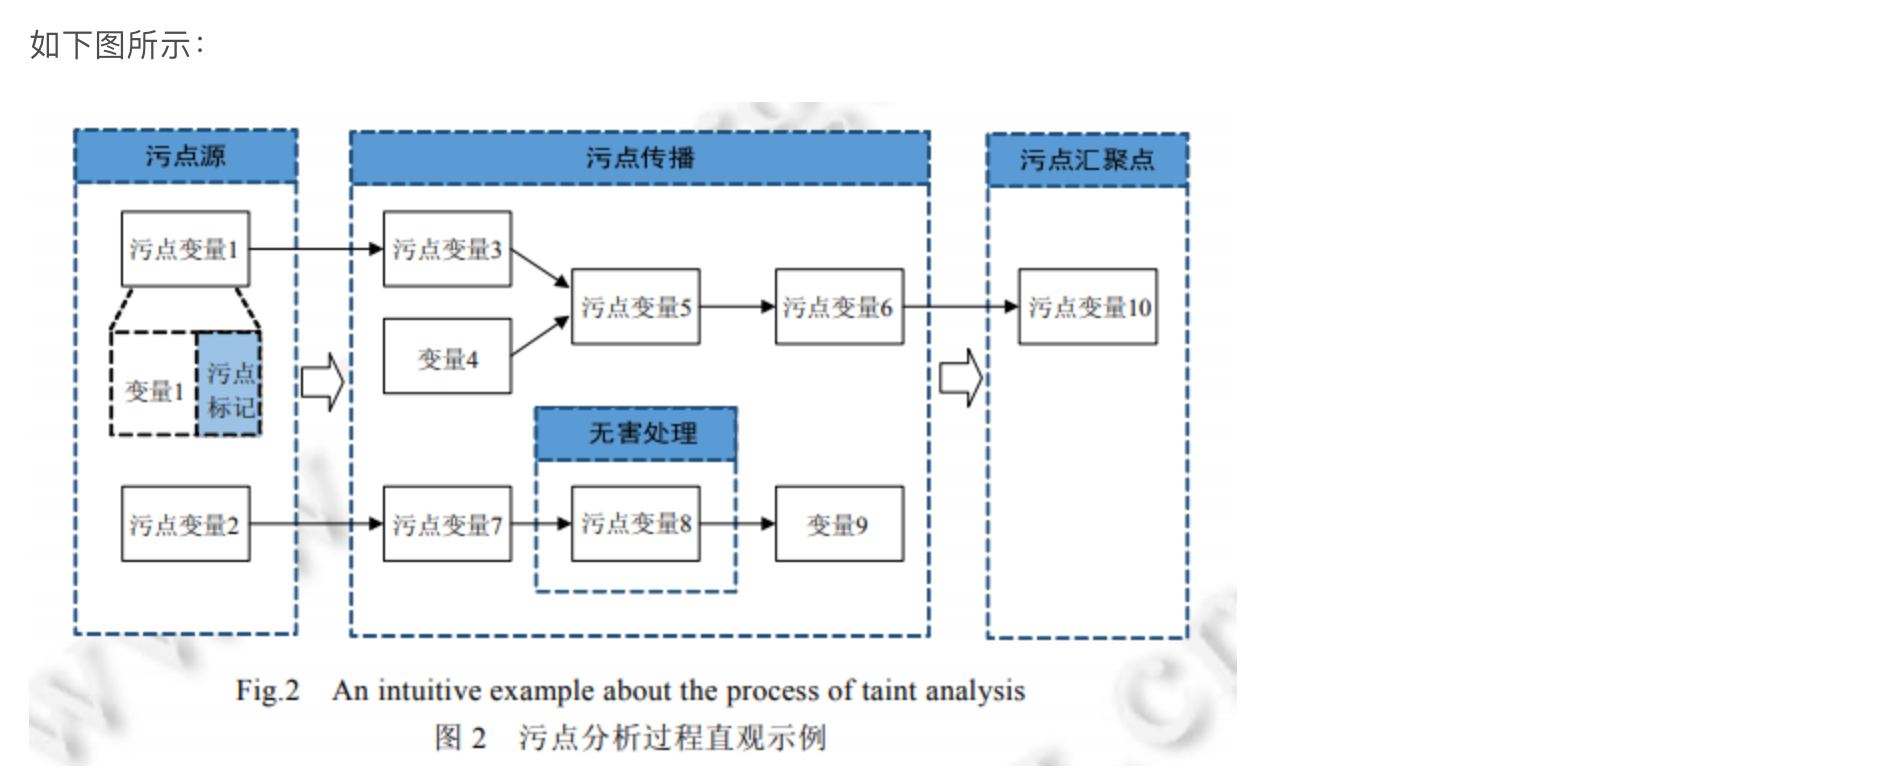 如下图所示：
污点源
污点传播
污点汇聚点
污点变量1
污点变量3
污点变量5
污点变量6
污点变量10
变量4
变量1
污点
标记
无害处理
污点变量2
污点变量7
污点变量8
变量9
Fig.2 An intuitive example about the process of taint analysis
图 2 污点分析过程直观示例